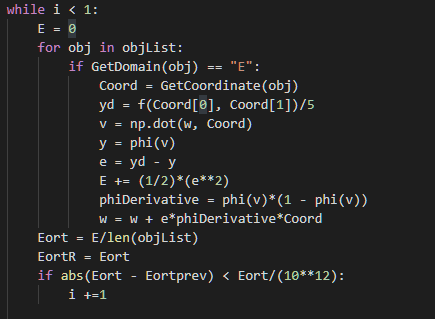 while i < 1:
    E = 0
    for obj in objList:
        if GetDomain(obj) == "E":
            Coord = GetCoordinate(obj)
            yd = f(Coord[0], Coord[1])/5
            v = np.dot(w, Coord)
            y = phi(v)
            e = yd - y
            E += (1/2)*(e**2)
            phiDerivative = phi(v)*(1 - phi(v))
            w = w + e*phiDerivative*Coord
    Eort = E/len(objList)
    EortR = Eort
    if abs(Eort - Eortprev) < Eort/(10**12):
        i +=1